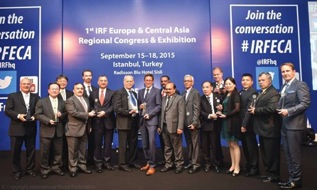 Join the
conversation
#IRFECA
@IRFhq
1st IRF Europe & Central Asia
Regional Congress & Exhibition
September 15-18, 2015
Istanbul, Turkey
Radisson Blu Hotel Sisli
Join the
conversation
#IRFECA
@IRFhq